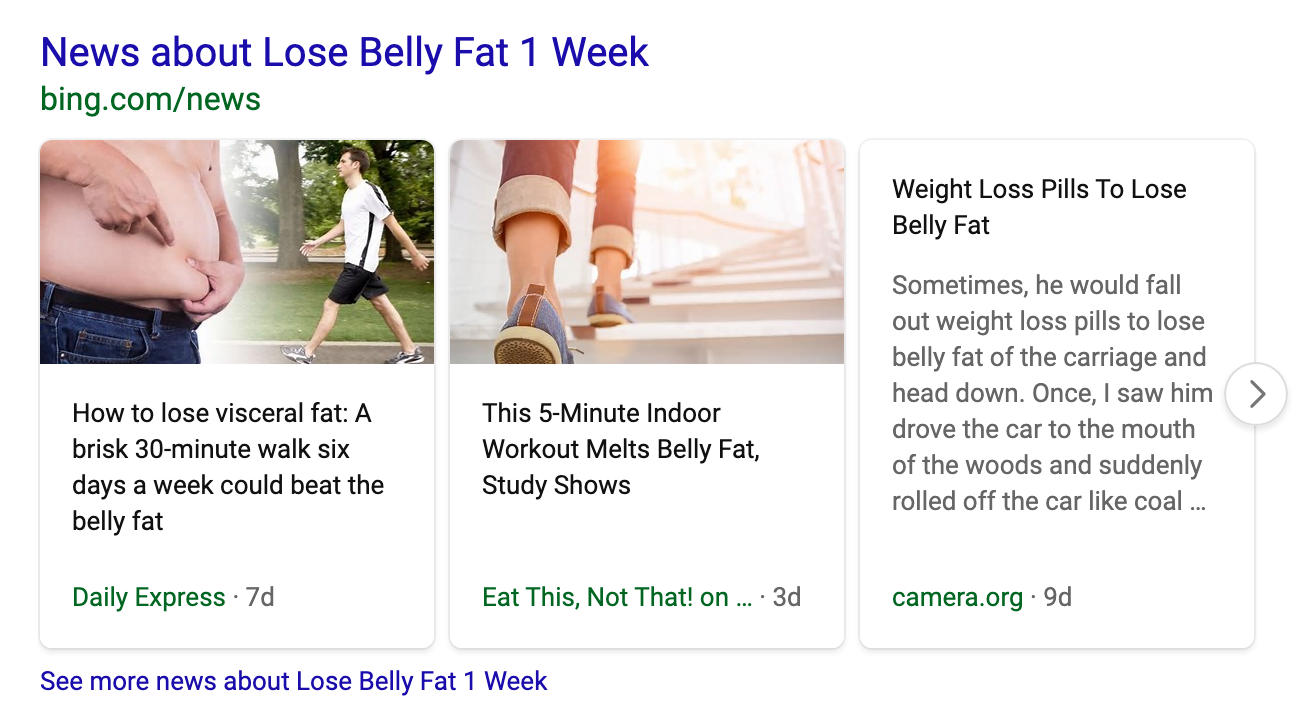 News about Lose Belly Fat 1 Week
bing.com/news
How to lose visceral fat: A
brisk 30-minute walk six
days a week could beat the
belly fat
Daily Express · 7d
This 5-Minute Indoor
Workout Melts Belly Fat,
Study Shows
Eat This, Not That! on ... · 3d
Weight Loss Pills To Lose
Belly Fat
Sometimes, he would fall
out weight loss pills to lose
belly fat of the carriage and
head down. Once, I saw him
drove the car to the mouth
of the woods and suddenly
rolled off the car like coal ...
camera.org · 9d
See more news about Lose Belly Fat 1 Week